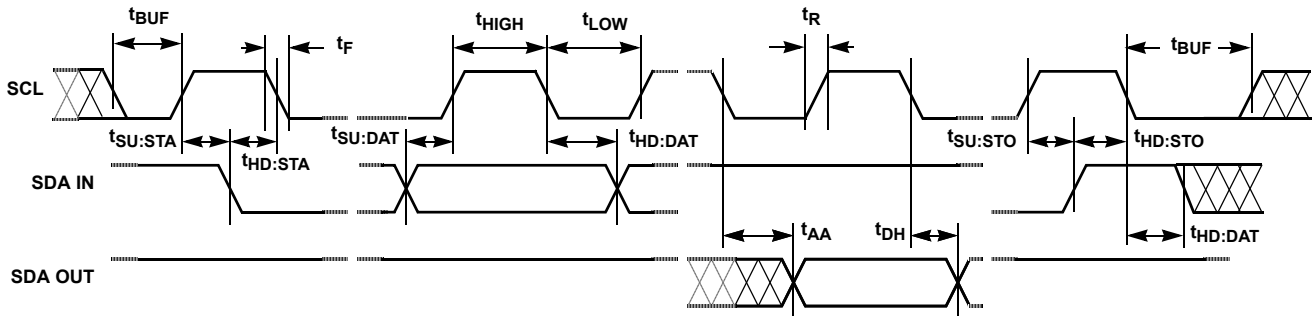 tBUF
tF
tHIGH
tLOW
tR
tBUF
SCL
tSU:STA
tHD:STA
tSU:DAT
tHD:DAT
tSU:STO
tHD:STO
SDA IN
tAA
tDH
tHD:DAT
SDA OUT